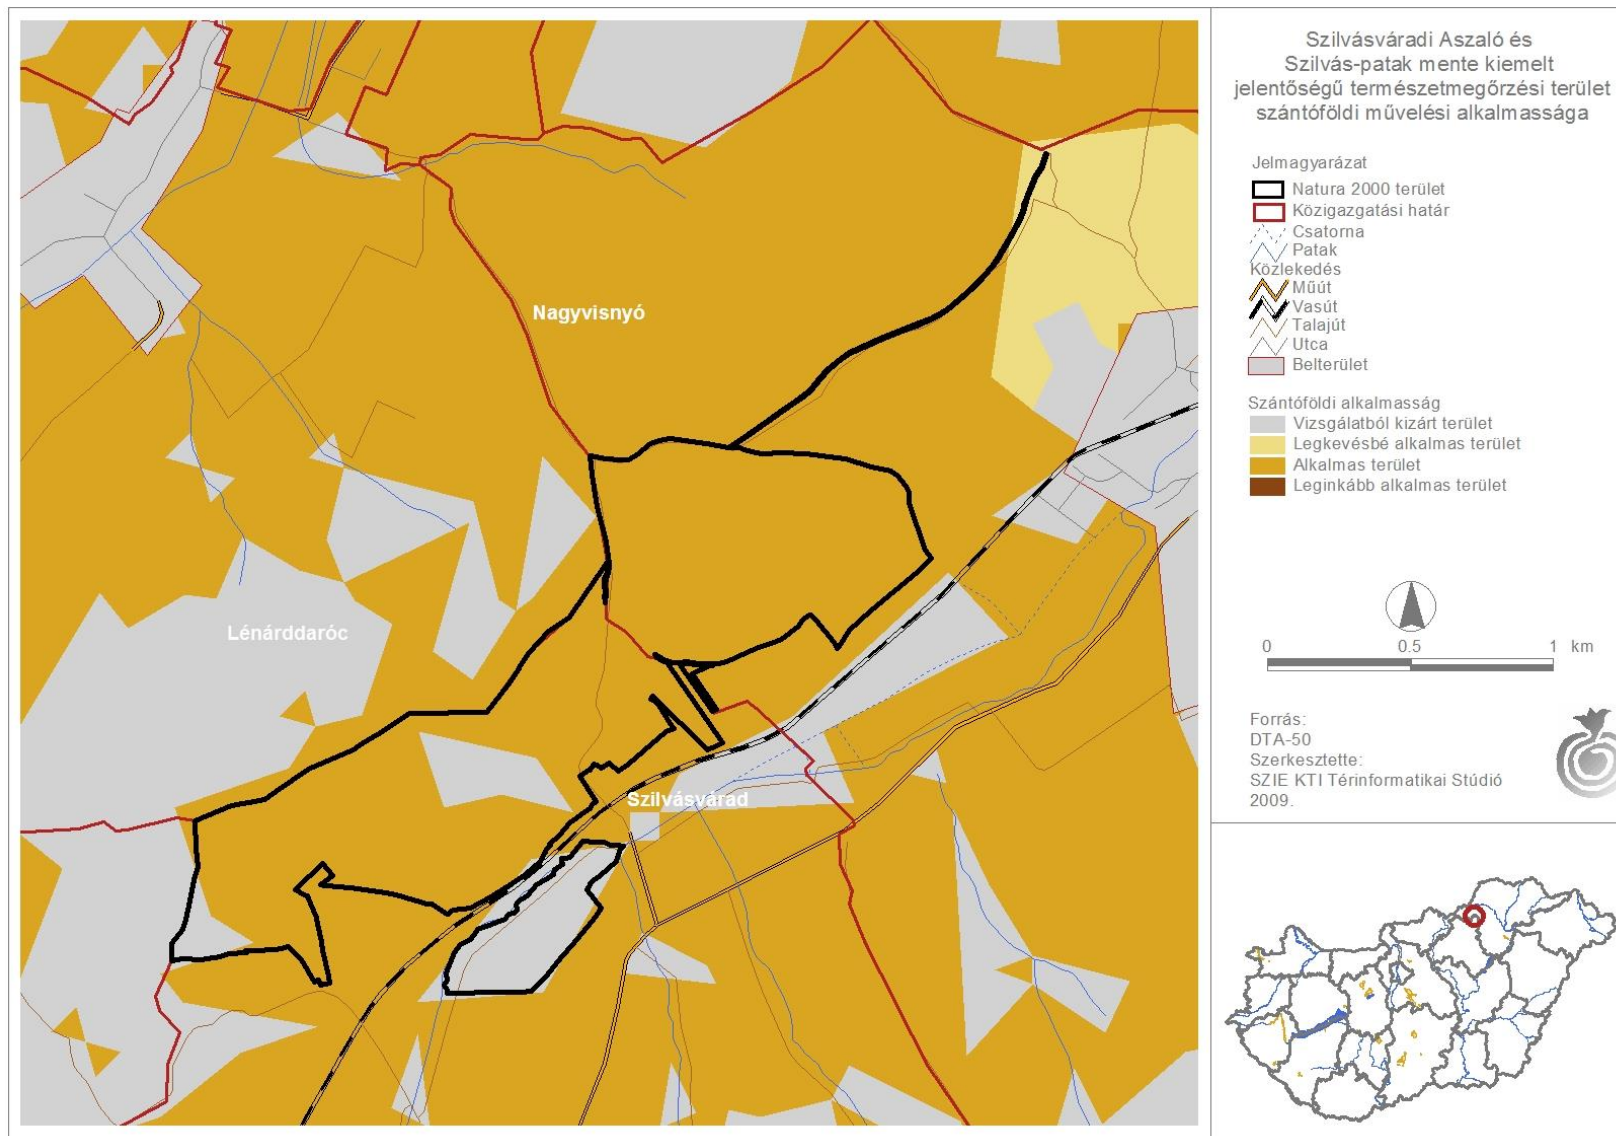 Szilvásváradi Aszaló és
Szilvás-patak mente kiemelt
jelentőségű természetmegőrzési terület
szántóföldi művelési alkalmassága
Jelmagyarázat
Natura 2000 terület
Közigazgatási határ
Csatorna
Patak
Közlekedés
Műút
Vasút
Talajút
Utca
Belterület
Szántóföldi alkalmasság
Vizsgálatból kizárt terület
Legkevésbé alkalmas terület
Alkalmas terület
Leginkább alkalmas terület
0 0.5 1 km
Forrás:
DTA-50
Szerkesztette:
SZIE KTI Térinformatikai Stúdió
2009.
Nagyvisnyó
Lénárddaróc
Szilvásvárad